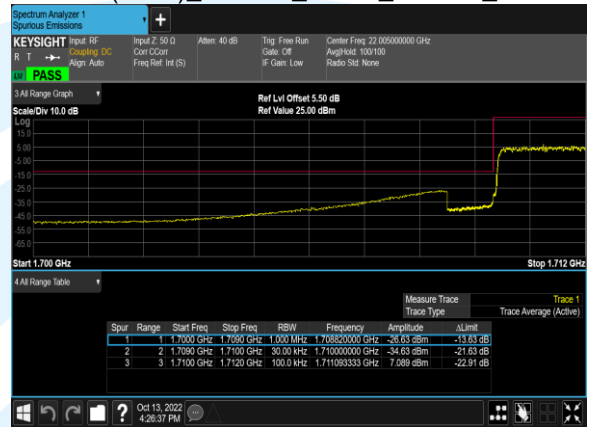 Spectrum Analyzer 1
Spurious Emissions
KEYSIGHT Input: RF Input Z: 50 Ω Atten: 40 dB Trig: Free Run Center Freq: 22.005000000 GHz
R T Coupling: DC Corr CCorr Gate: Off Avg|Hold: 100/100
Align: Auto Freq Ref: Int (S) IF Gain: Low Radio Std: None
PASS
3 All Range Graph
Ref Lvl Offset 5.50 dB
Scale/Div 10.0 dB Ref Value 25.00 dBm
Log
15.0
5.00
-5.00
-15.0
-25.0
-35.0
-45.0
-55.0
-65.0
Start 1.700 GHz Stop 1.712 GHz
4 All Range Table
Measure Trace Trace 1
Trace Type Trace Average (Active)
Spur Range Start Freq Stop Freq RBW Frequency Amplitude ΔLimit
1 1 1.7000 GHz 1.7090 GHz 1.000 MHz 1.708820000 GHz -26.63 dBm -13.63 dB
2 2 1.7090 GHz 1.7100 GHz 30.00 kHz 1.710000000 GHz -34.63 dBm -21.63 dB
3 3 1.7100 GHz 1.7120 GHz 100.0 kHz 1.711093333 GHz 7.089 dBm -22.91 dB
Oct 13, 2022
4:26:37 PM